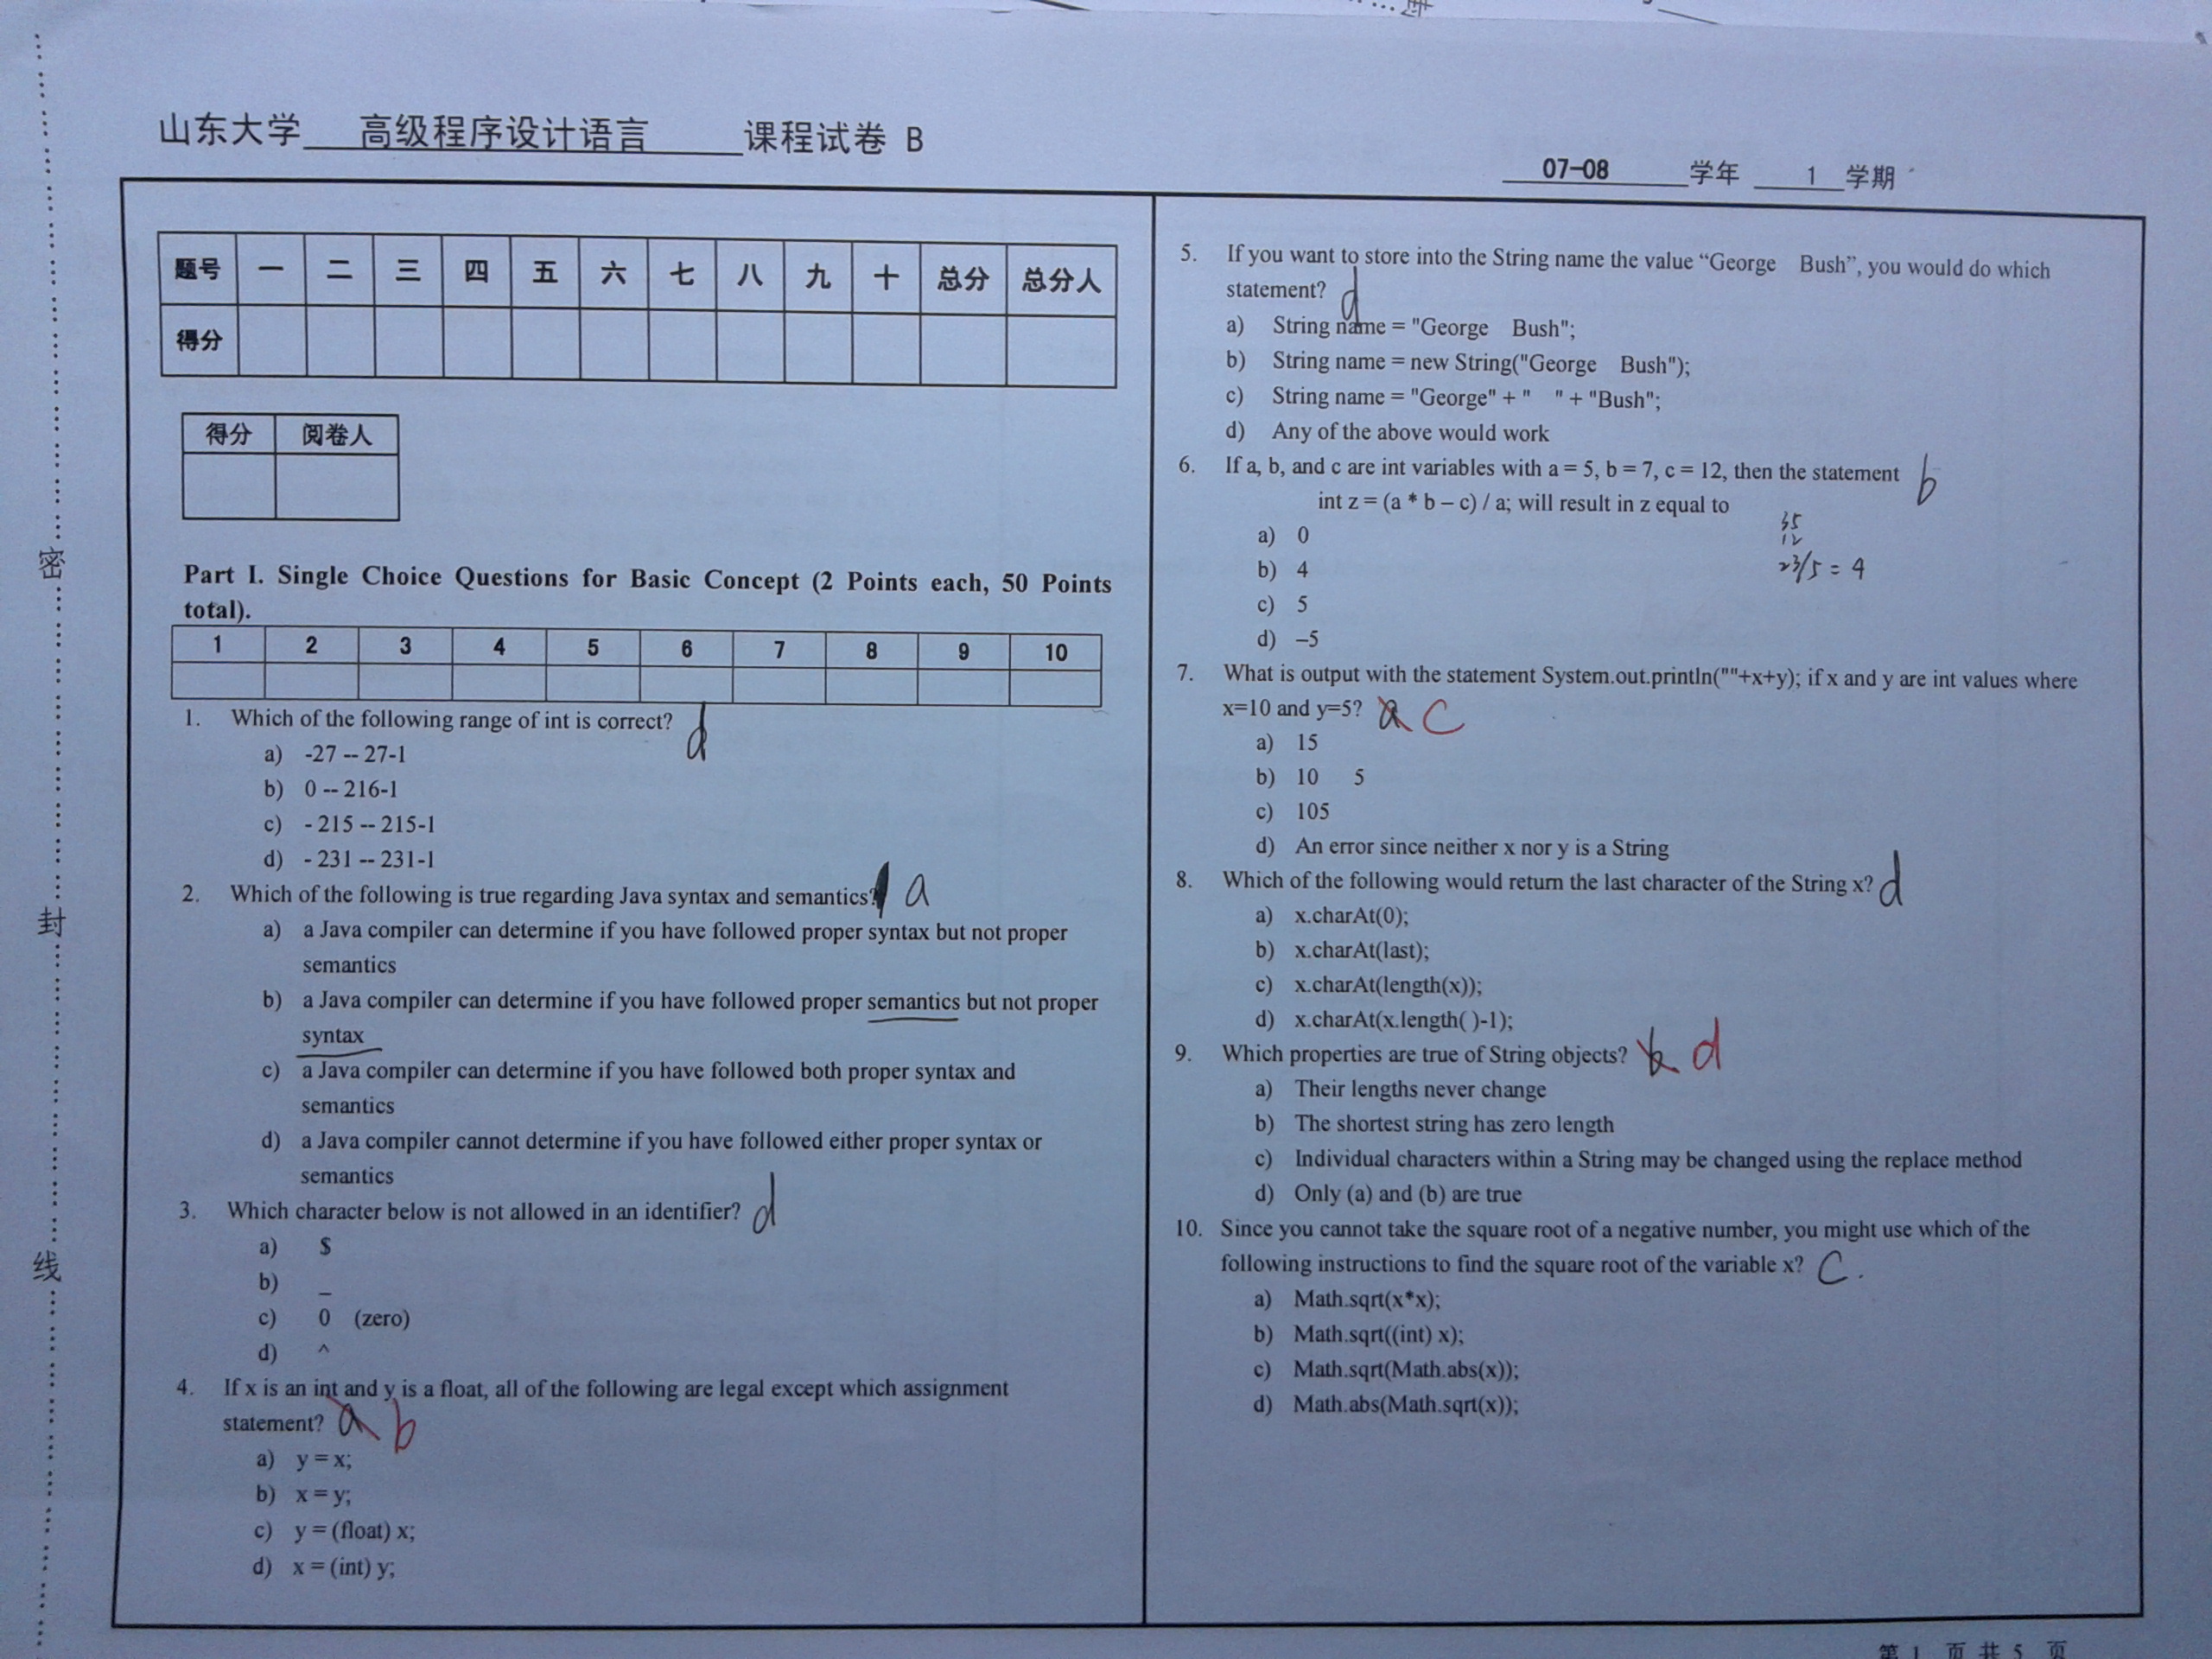 山东大学 高级程序设计语言 课程试卷 B
07-08 学年 1 学期
题号 一 二 三 四 五 六 七 八 九 十 总分 总分人
得分
得分 阅卷人
Part I. Single Choice Questions for Basic Concept (2 Points each, 50 Points
total).
1 2 3 4 5 6 7 8 9 10
1. Which of the following range of int is correct? d
a) -27 -- 27-1
b) 0 -- 216-1
c) - 215 -- 215-1
d) - 231 -- 231-1
2. Which of the following is true regarding Java syntax and semantics? a
a) a Java compiler can determine if you have followed proper syntax but not proper
semantics
b) a Java compiler can determine if you have followed proper semantics but not proper
syntax
c) a Java compiler can determine if you have followed both proper syntax and
semantics
d) a Java compiler cannot determine if you have followed either proper syntax or
semantics
3. Which character below is not allowed in an identifier? d
a) $
b) _
c) 0 (zero)
d) ^
4. If x is an int and y is a float, all of the following are legal except which assignment
statement? a b
a) y = x;
b) x = y;
c) y = (float) x;
d) x = (int) y;
5. If you want to store into the String name the value “George Bush”, you would do which
statement? d
a) String name = "George Bush";
b) String name = new String("George Bush");
c) String name = "George" + " " + "Bush";
d) Any of the above would work
6. If a, b, and c are int variables with a = 5, b = 7, c = 12, then the statement b
int z = (a * b – c) / a; will result in z equal to
35
12
23/5 = 4
a) 0
b) 4
c) 5
d) –5
7. What is output with the statement System.out.println(""+x+y); if x and y are int values where
x=10 and y=5? a c
a) 15
b) 10 5
c) 105
d) An error since neither x nor y is a String
8. Which of the following would return the last character of the String x? d
a) x.charAt(0);
b) x.charAt(last);
c) x.charAt(length(x));
d) x.charAt(x.length( )-1);
9. Which properties are true of String objects? d
a) Their lengths never change
b) The shortest string has zero length
c) Individual characters within a String may be changed using the replace method
d) Only (a) and (b) are true
10. Since you cannot take the square root of a negative number, you might use which of the
following instructions to find the square root of the variable x? C.
a) Math.sqrt(x*x);
b) Math.sqrt((int) x);
c) Math.sqrt(Math.abs(x));
d) Math.abs(Math.sqrt(x));
密
封
线
第 1 页 共 5 页